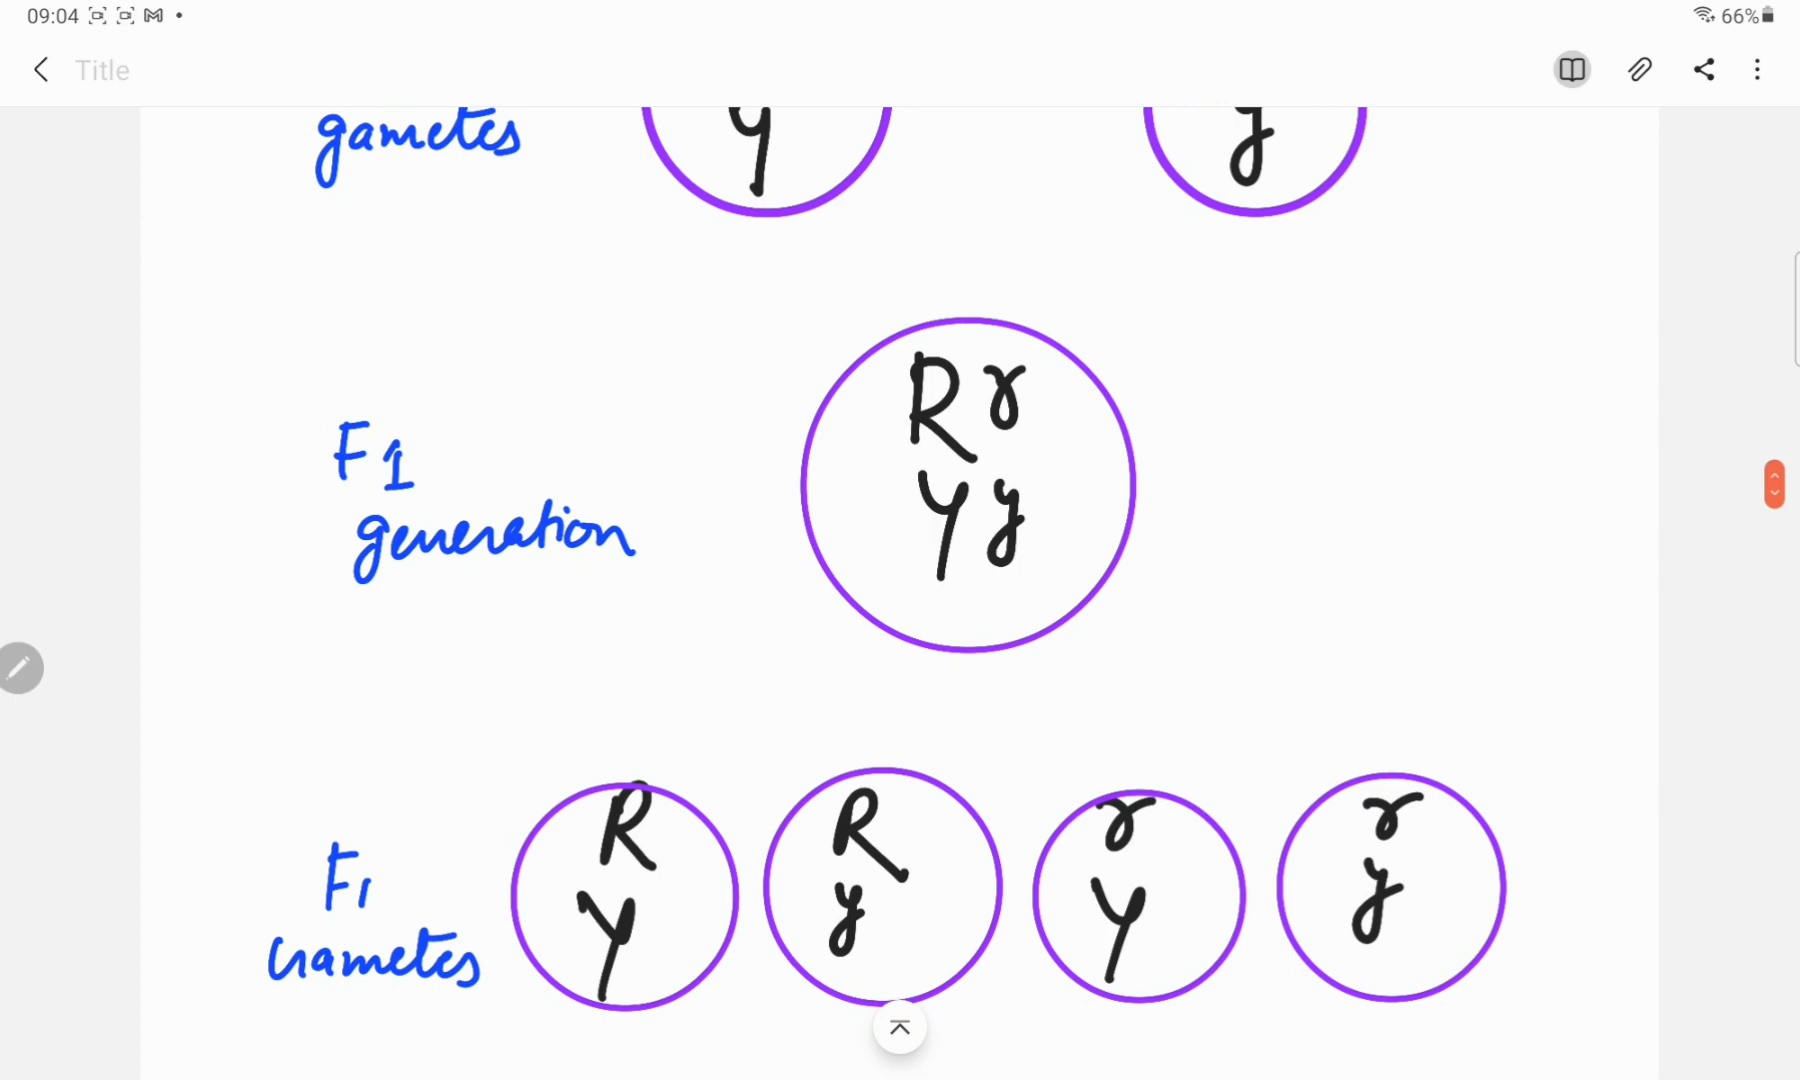 09:04 66%
Title
gametes
Y y
R r
Y y
F1
generation
R R r r
Y y Y y
F1
Gametes